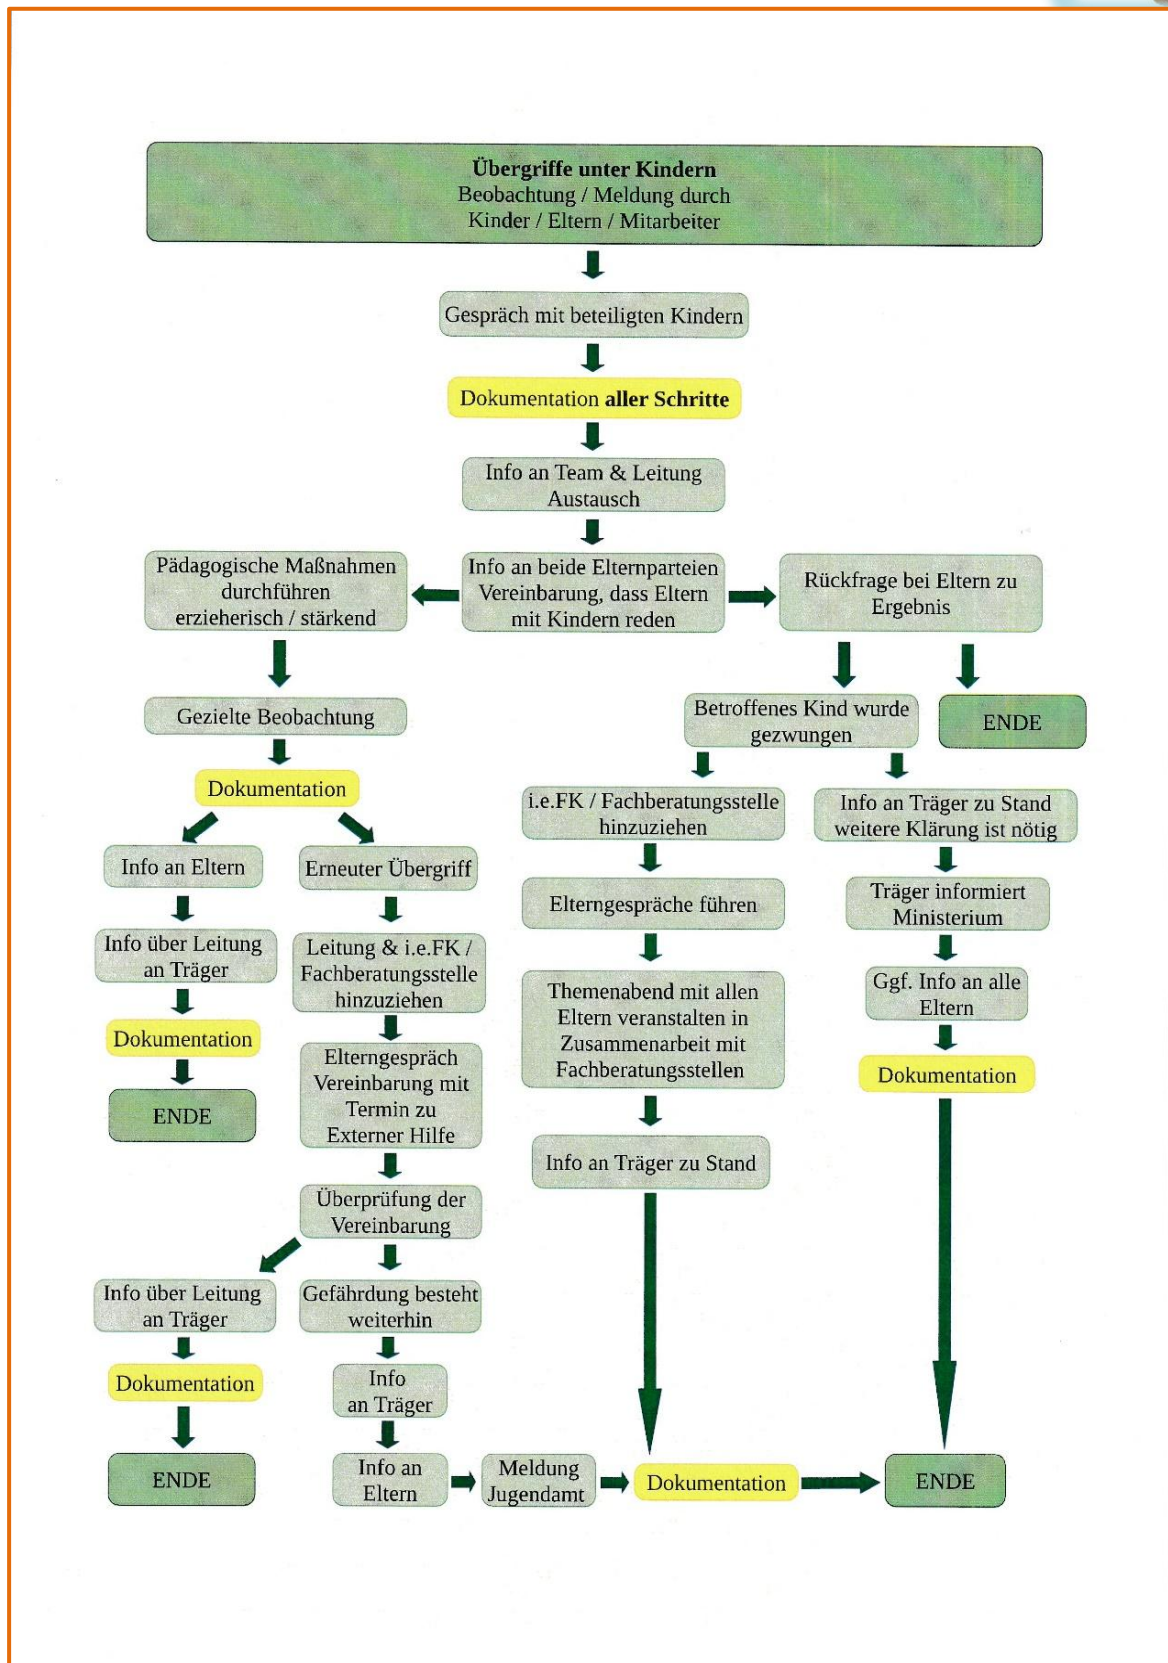 Übergriffe unter Kindern
Beobachtung / Meldung durch
Kinder / Eltern / Mitarbeiter
Gespräch mit beteiligten Kindern
Dokumentation aller Schritte
Info an Team & Leitung
Austausch
Pädagogische Maßnahmen
durchführen
erzieherisch / stärkend
Info an beide Elternparteien
Vereinbarung, dass Eltern
mit Kindern reden
Rückfrage bei Eltern zu
Ergebnis
Gezielte Beobachtung
Betroffenes Kind wurde
gezwungen
ENDE
Dokumentation
i.e.FK / Fachberatungsstelle
hinzuziehen
Info an Träger zu Stand
weitere Klärung ist nötig
Info an Eltern
Erneuter Übergriff
Elterngespräche führen
Träger informiert
Ministerium
Info über Leitung
an Träger
Leitung & i.e.FK /
Fachberatungsstelle
hinzuziehen
Themenabend mit allen
Eltern veranstalten in
Zusammenarbeit mit
Fachberatungsstellen
Ggf. Info an alle
Eltern
Dokumentation
Elterngespräch
Vereinbarung mit
Termin zu
Externer Hilfe
Dokumentation
ENDE
Info an Träger zu Stand
Überprüfung der
Vereinbarung
Info über Leitung
an Träger
Gefährdung besteht
weiterhin
Dokumentation
Info
an Träger
ENDE
Info an
Eltern
Meldung
Jugendamt
Dokumentation
ENDE